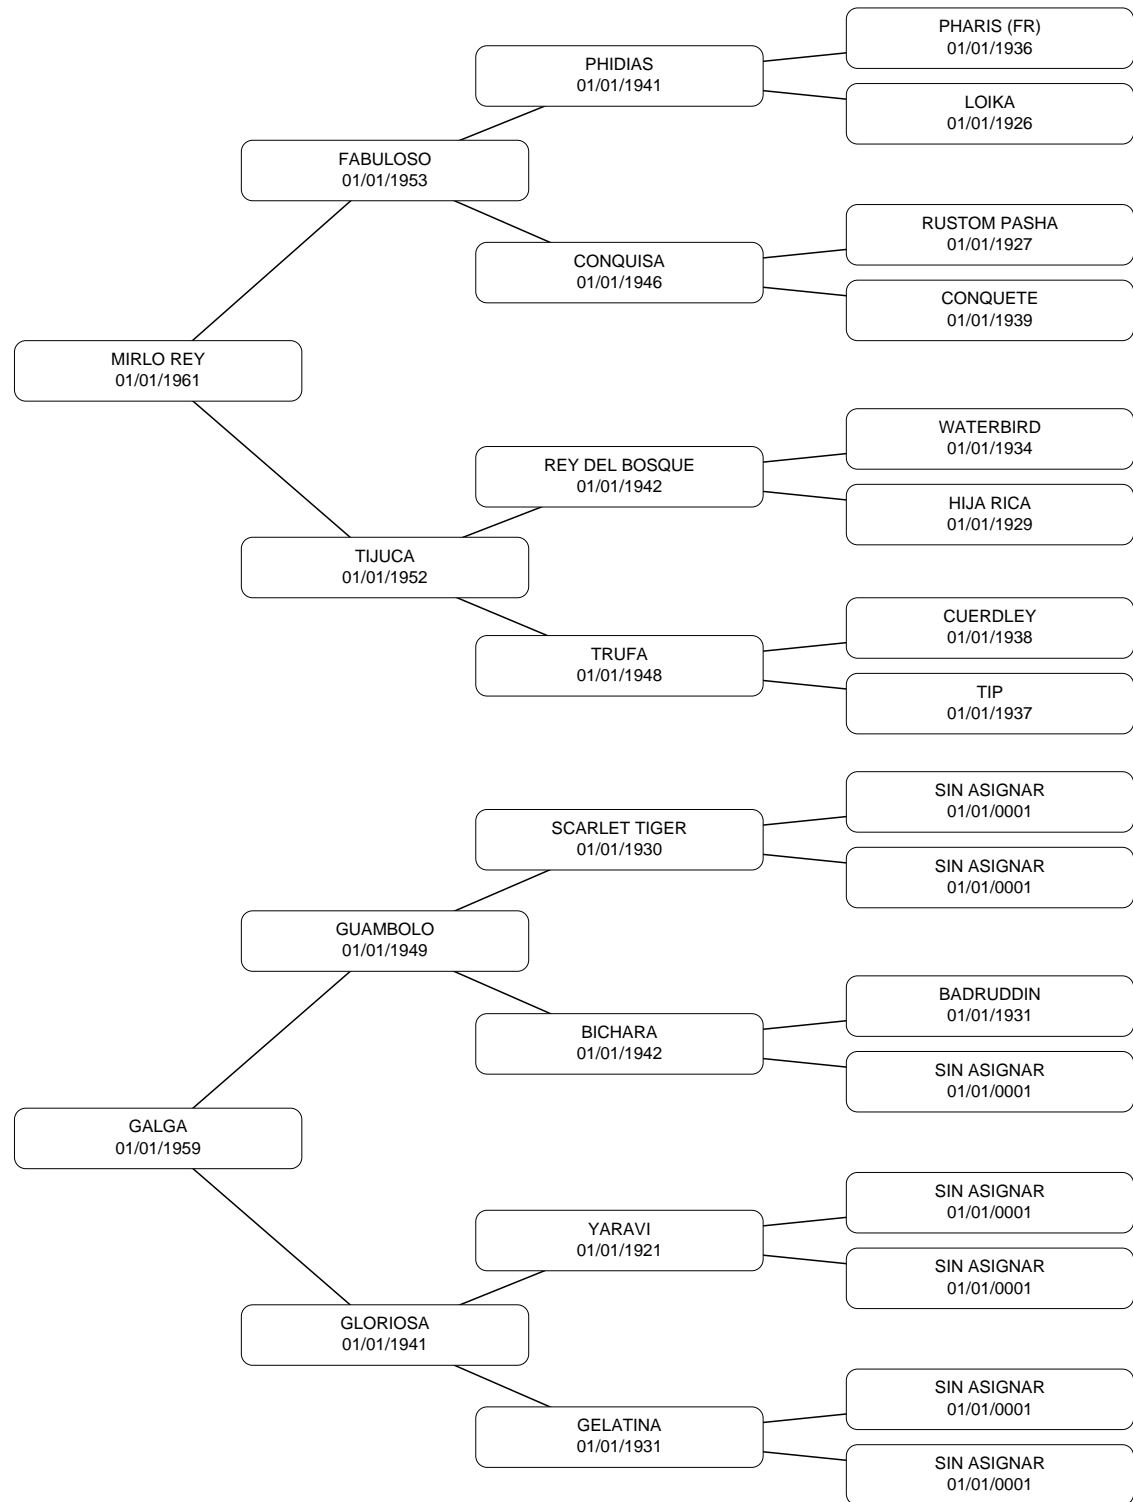 PHARIS (FR)
01/01/1936
PHIDIAS
01/01/1941
LOIKA
01/01/1926
FABULOSO
01/01/1953
RUSTOM PASHA
01/01/1927
CONQUISA
01/01/1946
CONQUETE
01/01/1939
MIRLO REY
01/01/1961
WATERBIRD
01/01/1934
REY DEL BOSQUE
01/01/1942
HIJA RICA
01/01/1929
TIJUCA
01/01/1952
CUERDLEY
01/01/1938
TRUFA
01/01/1948
TIP
01/01/1937
SIN ASIGNAR
01/01/0001
SCARLET TIGER
01/01/1930
SIN ASIGNAR
01/01/0001
GUAMBOLO
01/01/1949
BADRUDDIN
01/01/1931
BICHARA
01/01/1942
SIN ASIGNAR
01/01/0001
GALGA
01/01/1959
SIN ASIGNAR
01/01/0001
YARAVI
01/01/1921
SIN ASIGNAR
01/01/0001
GLORIOSA
01/01/1941
SIN ASIGNAR
01/01/0001
GELATINA
01/01/1931
SIN ASIGNAR
01/01/0001